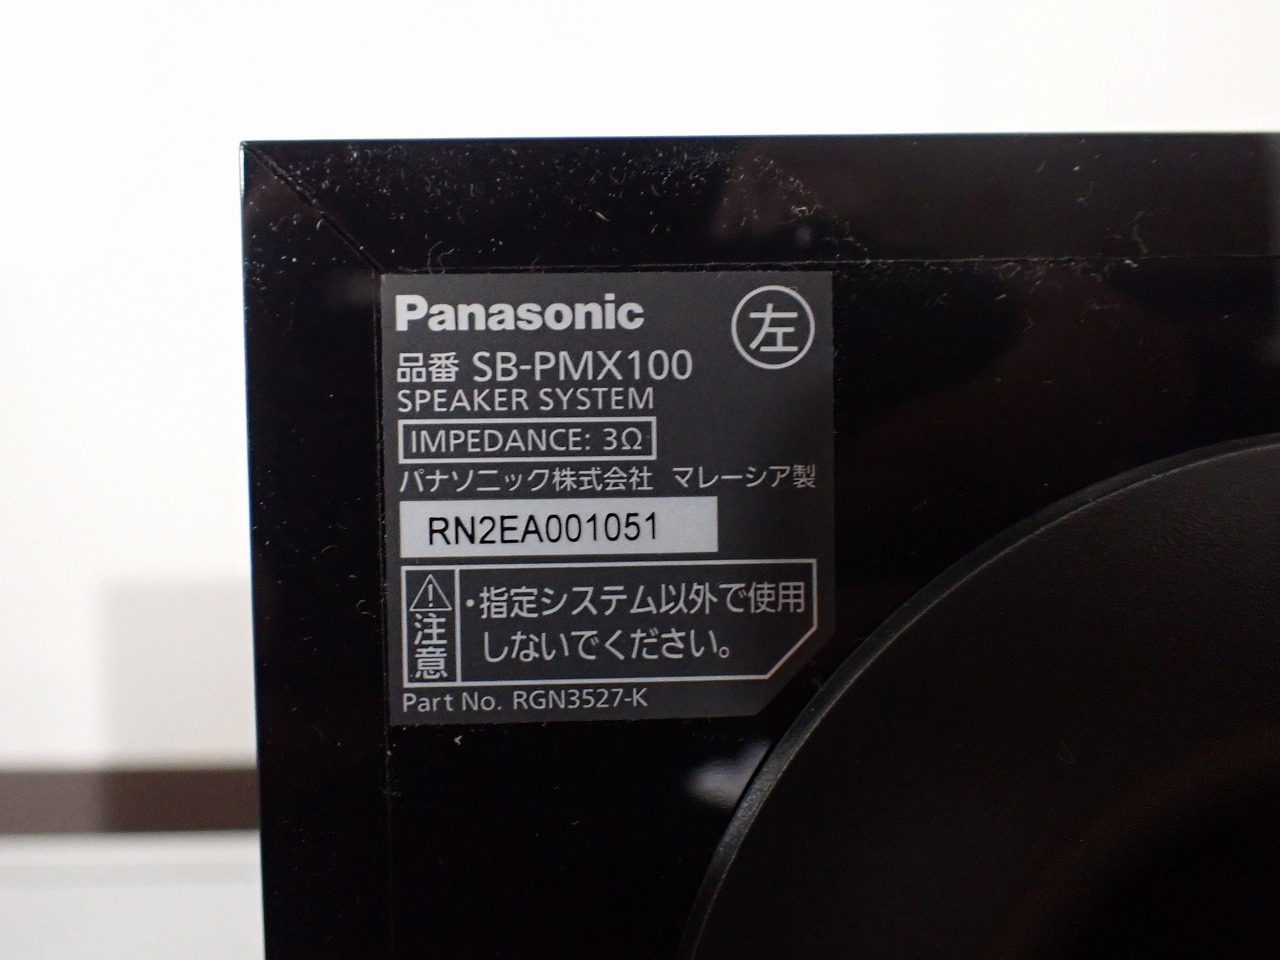 Panasonic
左
品番 SB-PMX100
SPEAKER SYSTEM
IMPEDANCE: 3Ω
パナソニック株式会社 マレーシア製
RN2EA001051
注意
・指定システム以外で使用
しないでください。
Part No. RGN3527-K